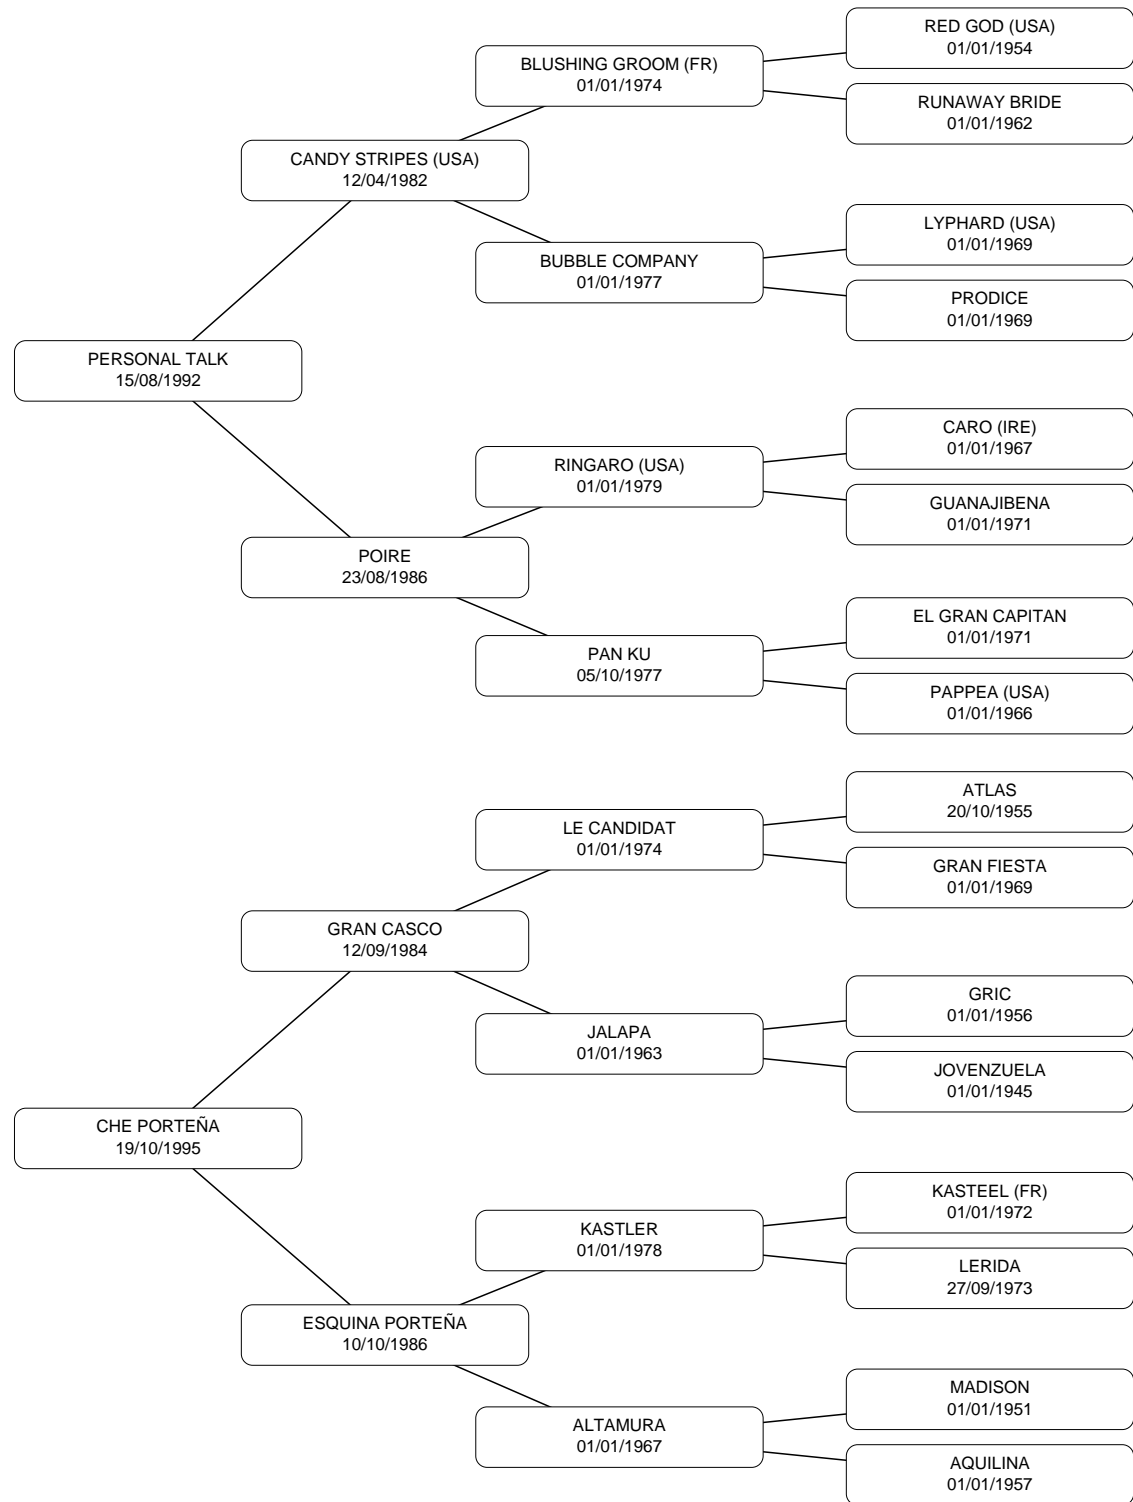 RED GOD (USA)
01/01/1954
BLUSHING GROOM (FR)
01/01/1974
RUNAWAY BRIDE
01/01/1962
CANDY STRIPES (USA)
12/04/1982
LYPHARD (USA)
01/01/1969
BUBBLE COMPANY
01/01/1977
PRODICE
01/01/1969
PERSONAL TALK
15/08/1992
CARO (IRE)
01/01/1967
RINGARO (USA)
01/01/1979
GUANAJIBENA
01/01/1971
POIRE
23/08/1986
EL GRAN CAPITAN
01/01/1971
PAN KU
05/10/1977
PAPPEA (USA)
01/01/1966
ATLAS
20/10/1955
LE CANDIDAT
01/01/1974
GRAN FIESTA
01/01/1969
GRAN CASCO
12/09/1984
GRIC
01/01/1956
JALAPA
01/01/1963
JOVENZUELA
01/01/1945
CHE PORTEÑA
19/10/1995
KASTEEL (FR)
01/01/1972
KASTLER
01/01/1978
LERIDA
27/09/1973
ESQUINA PORTEÑA
10/10/1986
MADISON
01/01/1951
ALTAMURA
01/01/1967
AQUILINA
01/01/1957